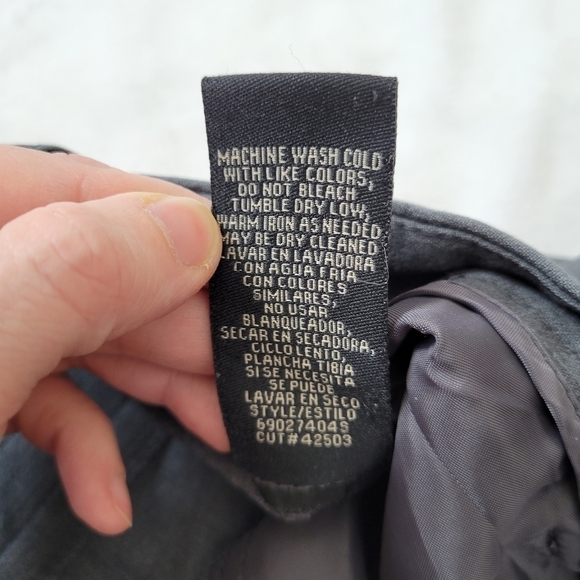 MACHINE WASH COLD
WITH LIKE COLORS,
DO NOT BLEACH
TUMBLE DRY LOW,
WARM IRON AS NEEDED
MAY BE DRY CLEANED
LAVAR EN LAVADORA
CON AGUA FRIA
CON COLORES
SIMILARES,
NO USAR
BLANQUEADOR,
SECAR EN SECADORA,
CICLO LENTO,
PLANCHA TIBIA
SI SE NECESITA
SE PUEDE
LAVAR EN SECO
STYLE/ESTILO
69027404S
CUT#42503